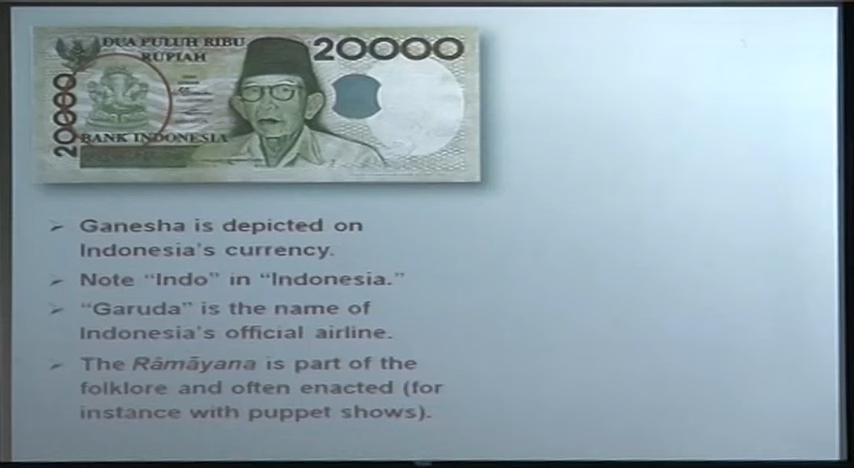 DUA PULUH RIBU
RUPIAH
20000
20000
BANK INDONESIA
➢ Ganesha is depicted on
Indonesia's currency.
➢ Note “Indo” in “Indonesia.”
➢ “Garuda” is the name of
Indonesia's official airline.
➢ The Rāmāyana is part of the
folklore and often enacted (for
instance with puppet shows).